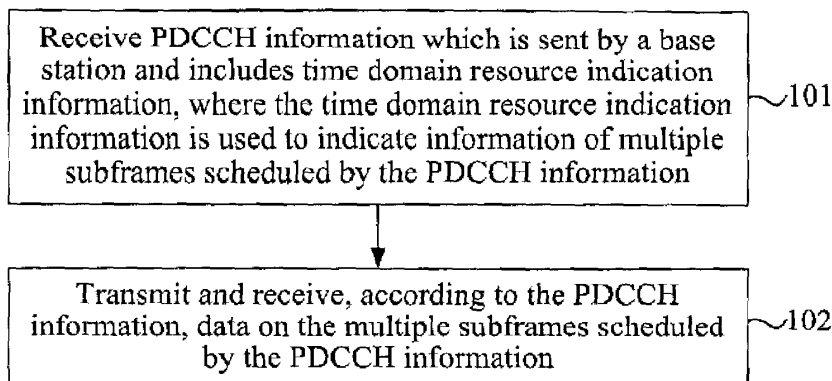 Receive PDCCH information which is sent by a base
station and includes time domain resource indication
information, where the time domain resource indication
information is used to indicate information of multiple
subframes scheduled by the PDCCH information
101
Transmit and receive, according to the PDCCH
information, data on the multiple subframes scheduled
by the PDCCH information
102